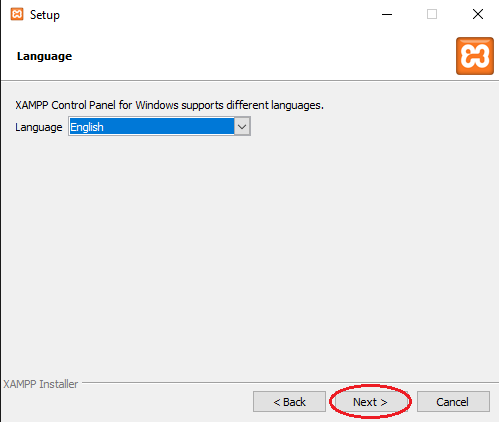 Setup
Language
XAMPP Control Panel for Windows supports different languages.
Language English
XAMPP Installer
< Back Next > Cancel